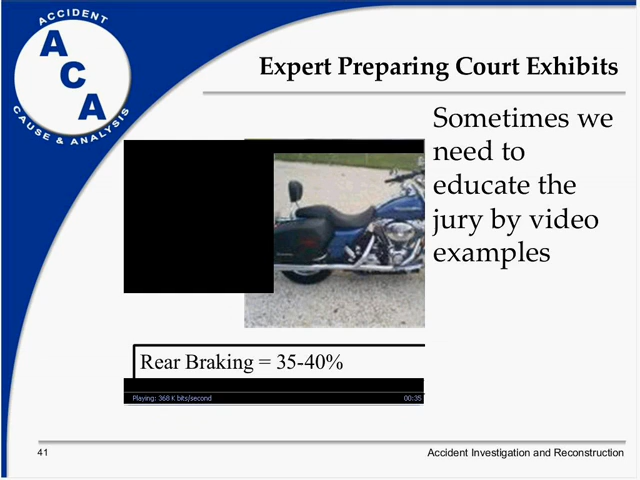 ACCIDENT
A
C
A
CAUSE & ANALYSIS
Expert Preparing Court Exhibits
Sometimes we
need to
educate the
jury by video
examples
Rear Braking = 35-40%
Playing: 368 K bits/second 00:35
41 Accident Investigation and Reconstruction